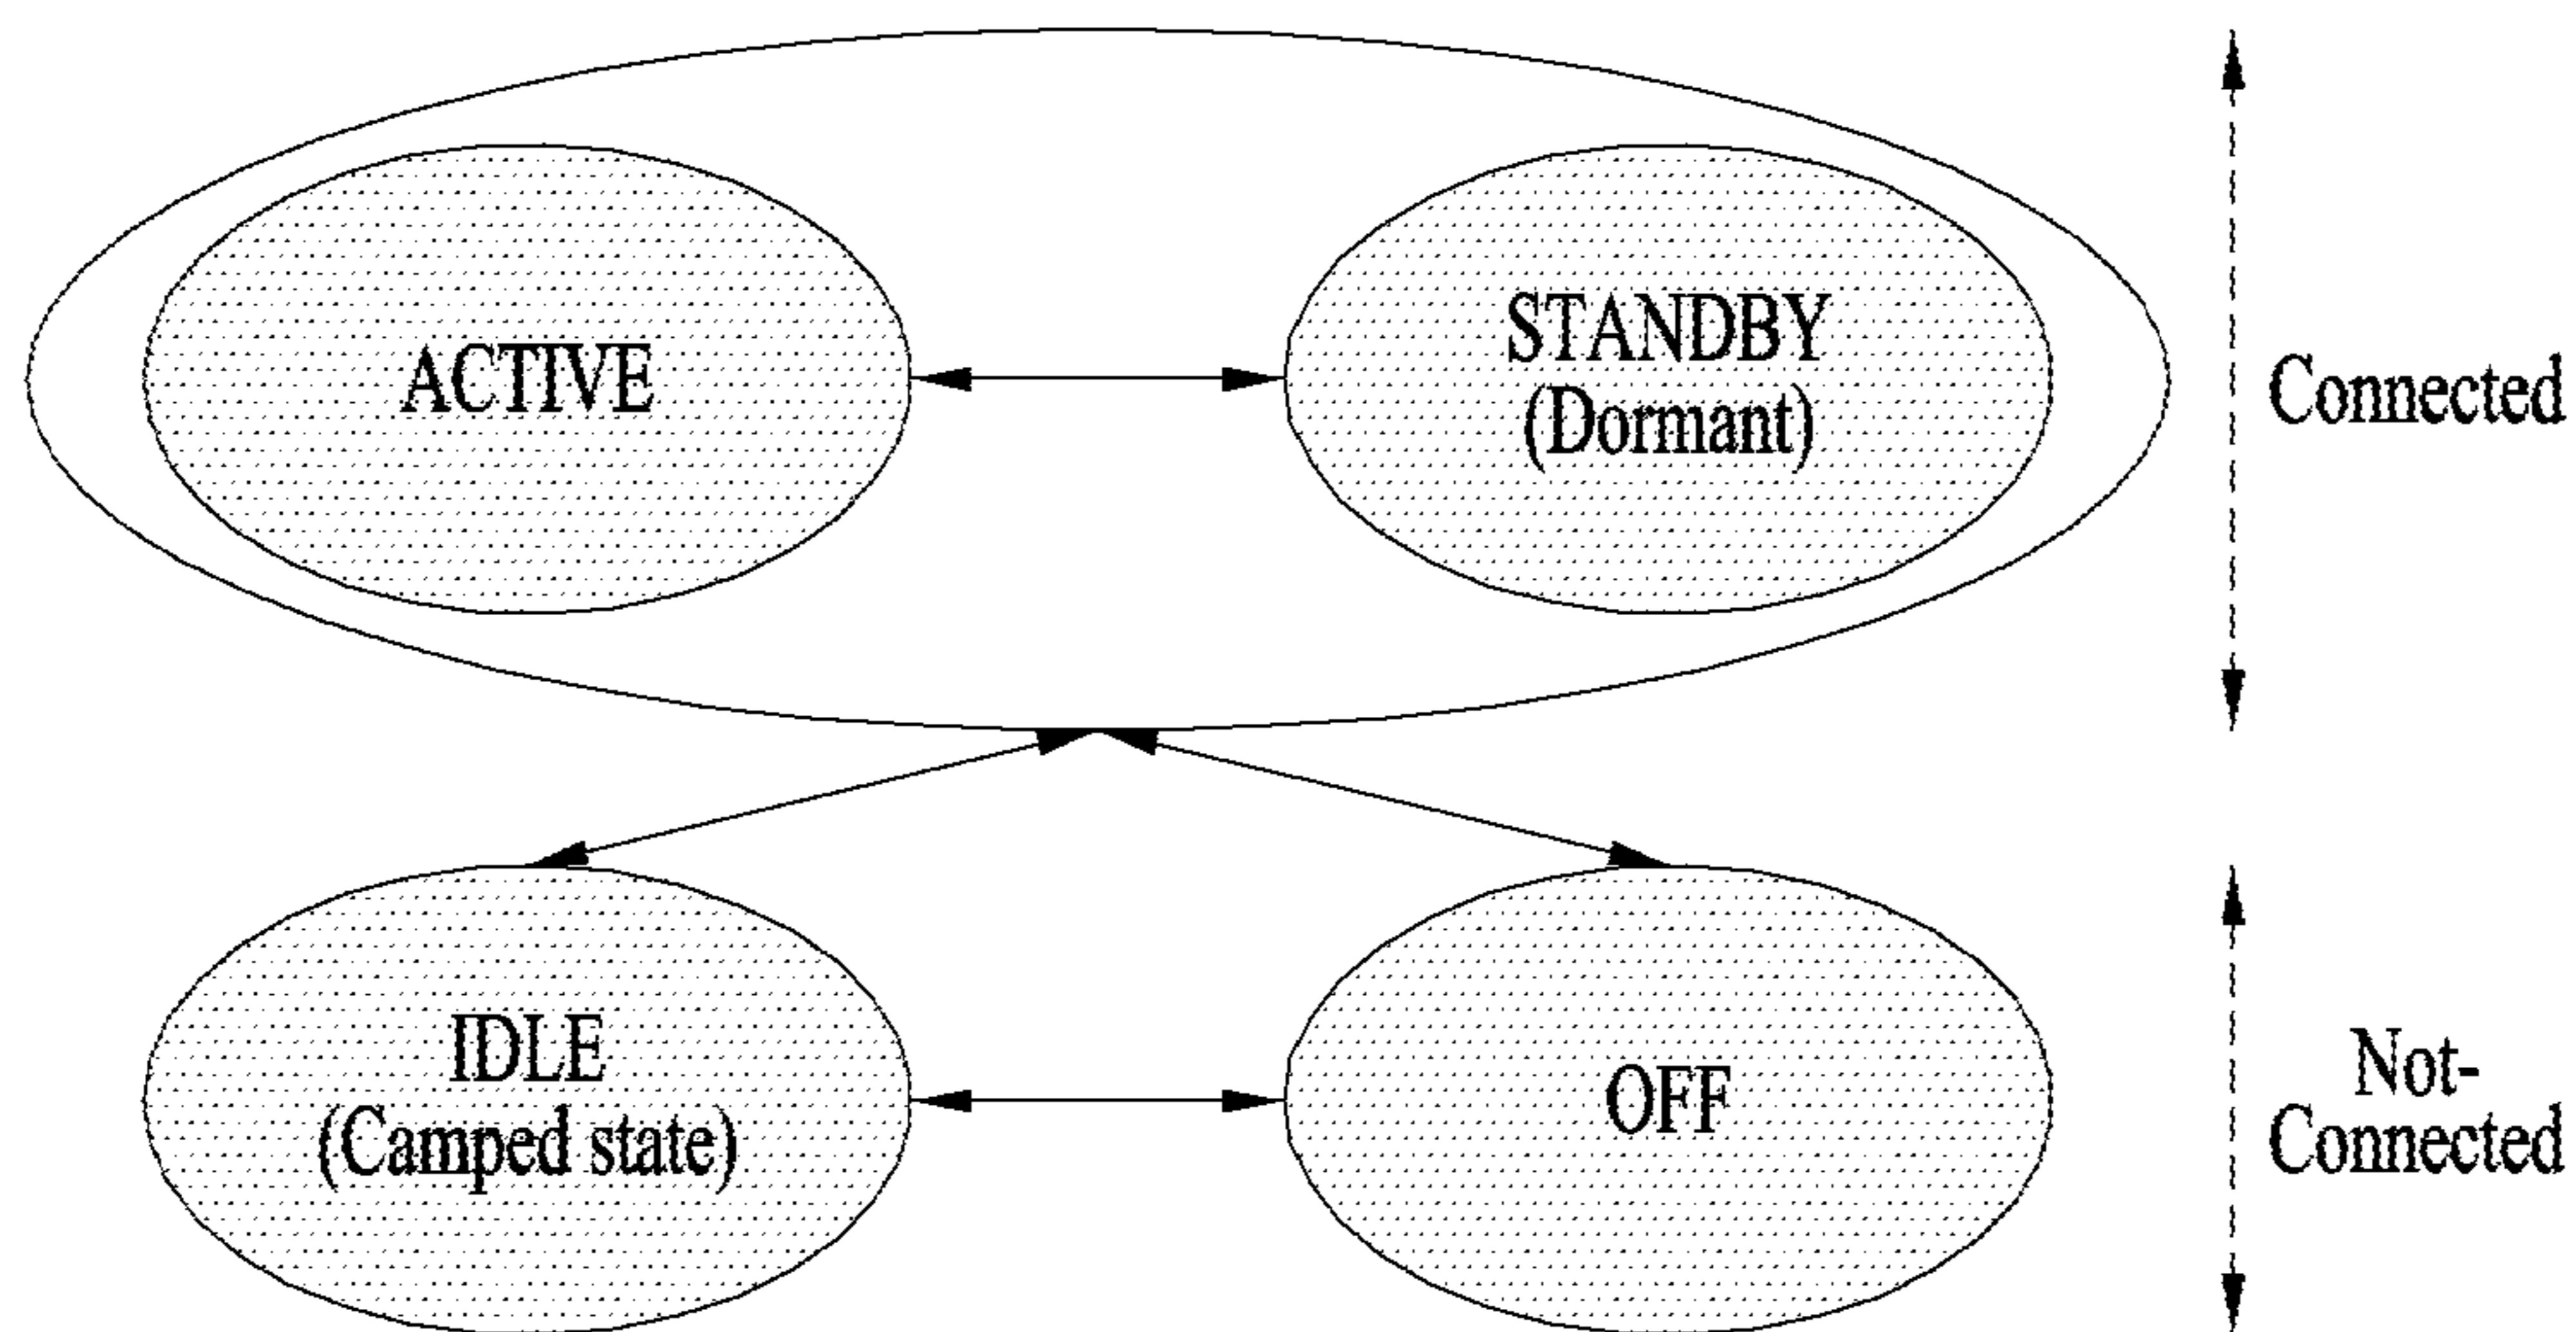 ACTIVE
STANDBY
(Dormant)
Connected
IDLE
(Camped state)
OFF
Not-
Connected